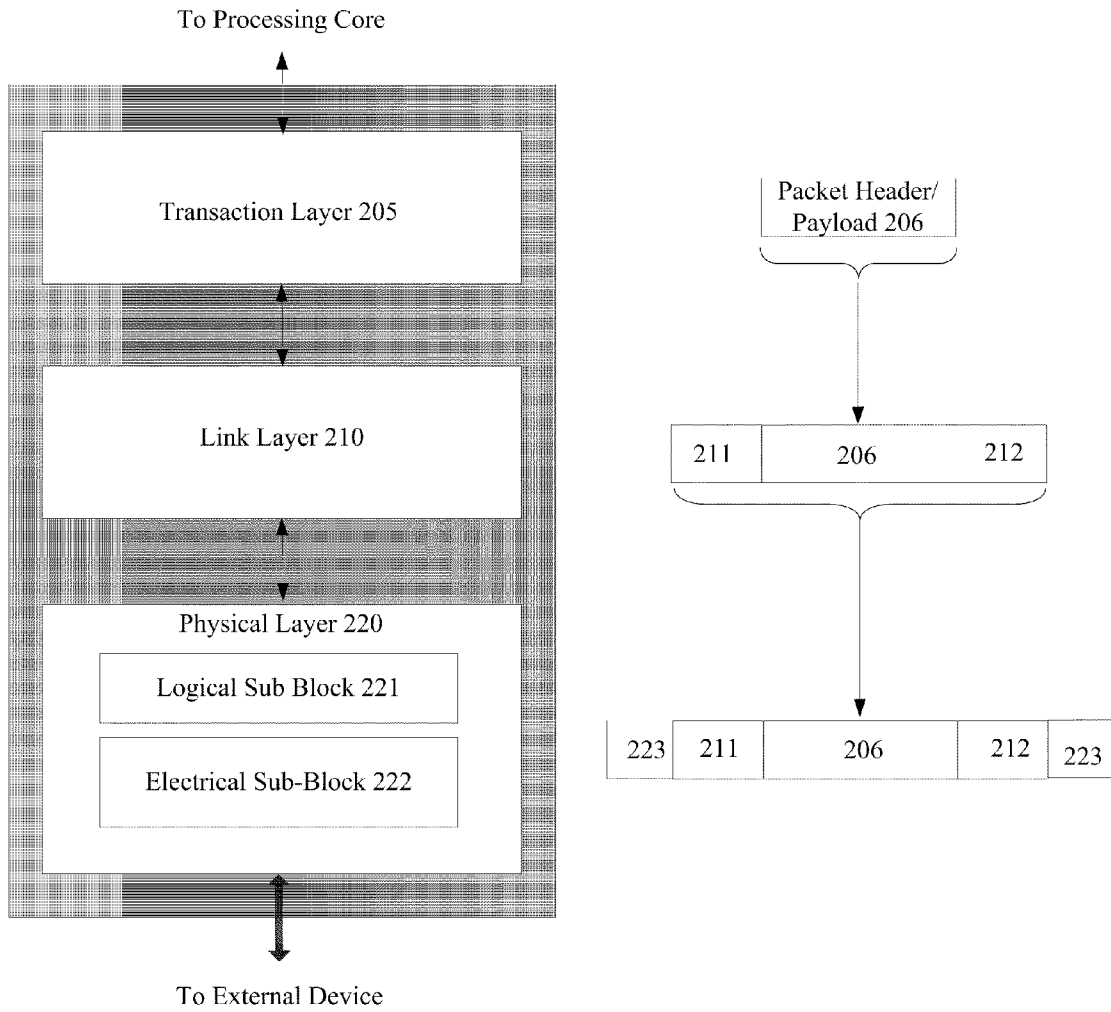 To Processing Core
Transaction Layer 205
Link Layer 210
Physical Layer 220
Logical Sub Block 221
Electrical Sub-Block 222
To External Device
Packet Header/
Payload 206
211 206 212
223 211 206 212 223